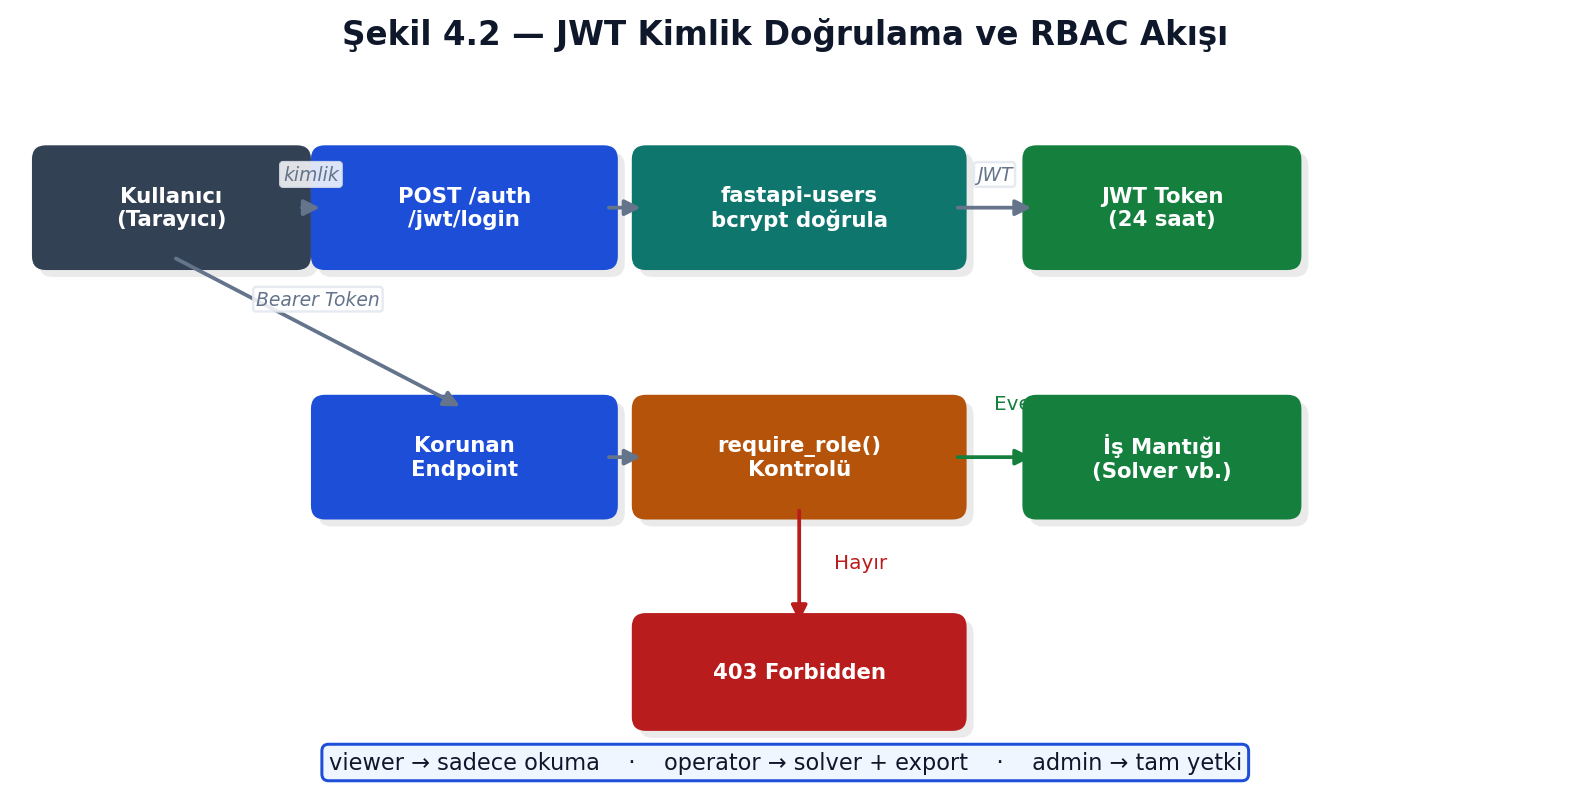 Şekil 4.2 — JWT Kimlik Doğrulama ve RBAC Akışı
Kullanıcı
(Tarayıcı)
kimlik
POST /auth
/jwt/login
fastapi-users
bcrypt doğrula
JWT
JWT Token
(24 saat)
Bearer Token
Korunan
Endpoint
require_role()
Kontrolü
İş Mantığı
(Solver vb.)
Hayır
403 Forbidden
viewer → sadece okuma · operator → solver + export · admin → tam yetki